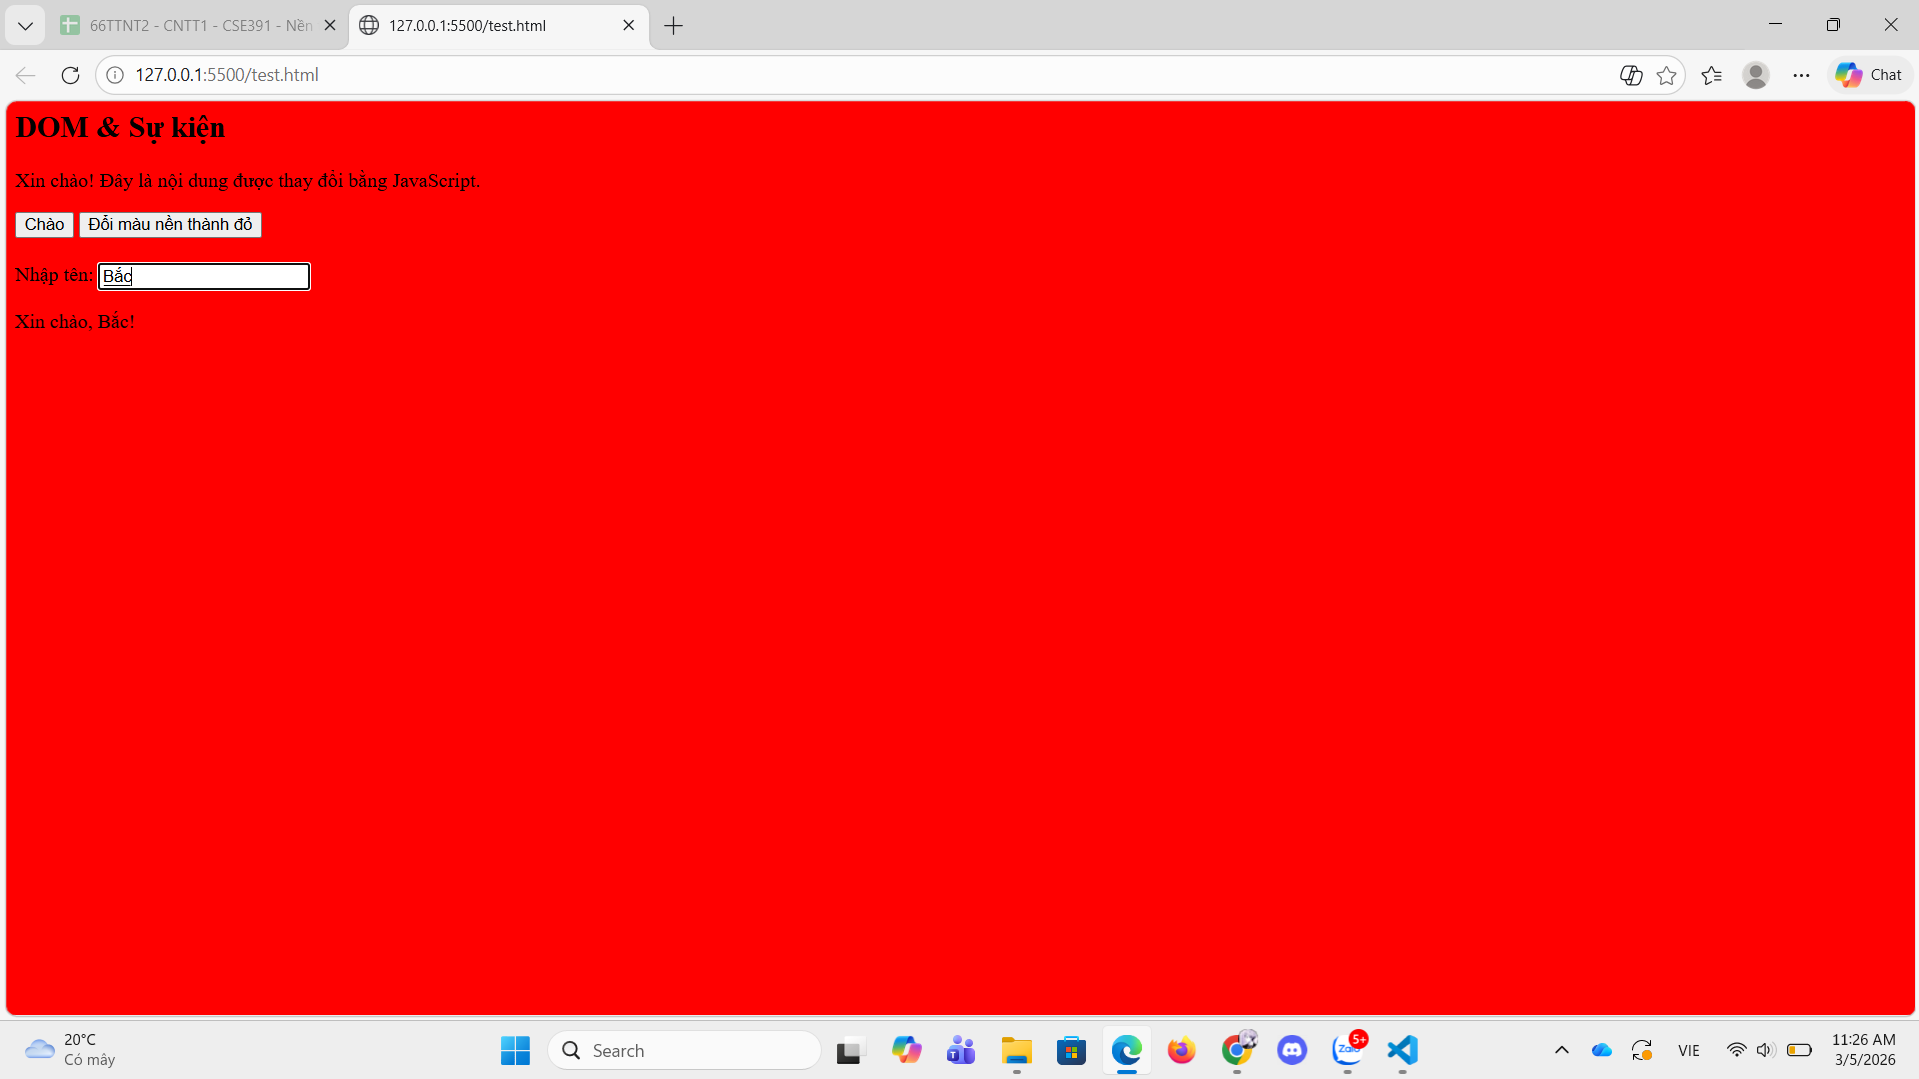 66TTNT2 - CNTT1 - CSE391 - Nền
127.0.0.1:5500/test.html
127.0.0.1:5500/test.html
Chat
DOM & Sự kiện
Xin chào! Đây là nội dung được thay đổi bằng JavaScript.
Chào Đổi màu nền thành đỏ
Nhập tên: Bắc
Xin chào, Bắc!
20°C
Có mây
Search
Zalo
5+
VIE
11:26 AM
3/5/2026